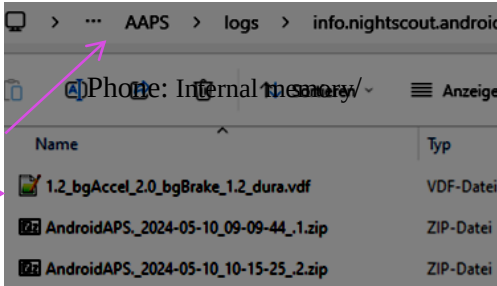 ··· AAPS > logs > info.nightscout.androi
Phone: Internal memory/
Sortieren Anzeige
Name Typ
1.2_bgAccel_2.0_bgBrake_1.2_dura.vdf VDF-Datei
AndroidAPS._2024-05-10_09-09-44_.1.zip ZIP-Datei
AndroidAPS._2024-05-10_10-15-25_.2.zip ZIP-Datei